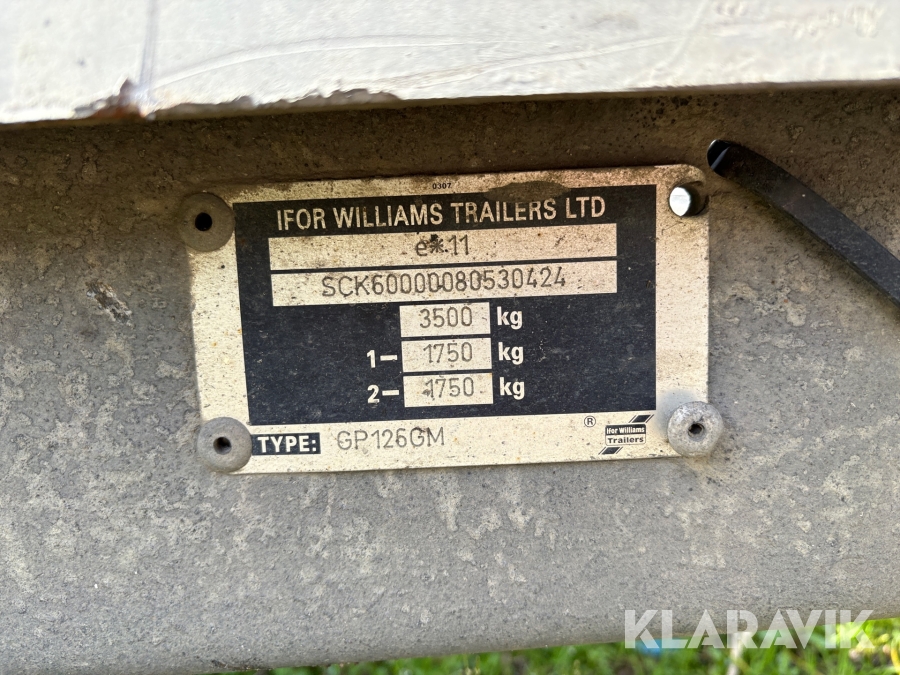 0307
IFOR WILLIAMS TRAILERS LTD
e*11
SCK60000080530424
3500 kg
1– 1750 kg
2– 1750 kg
TYPE: GP126GM
®
Ifor Williams
Trailers
KLARAVIK